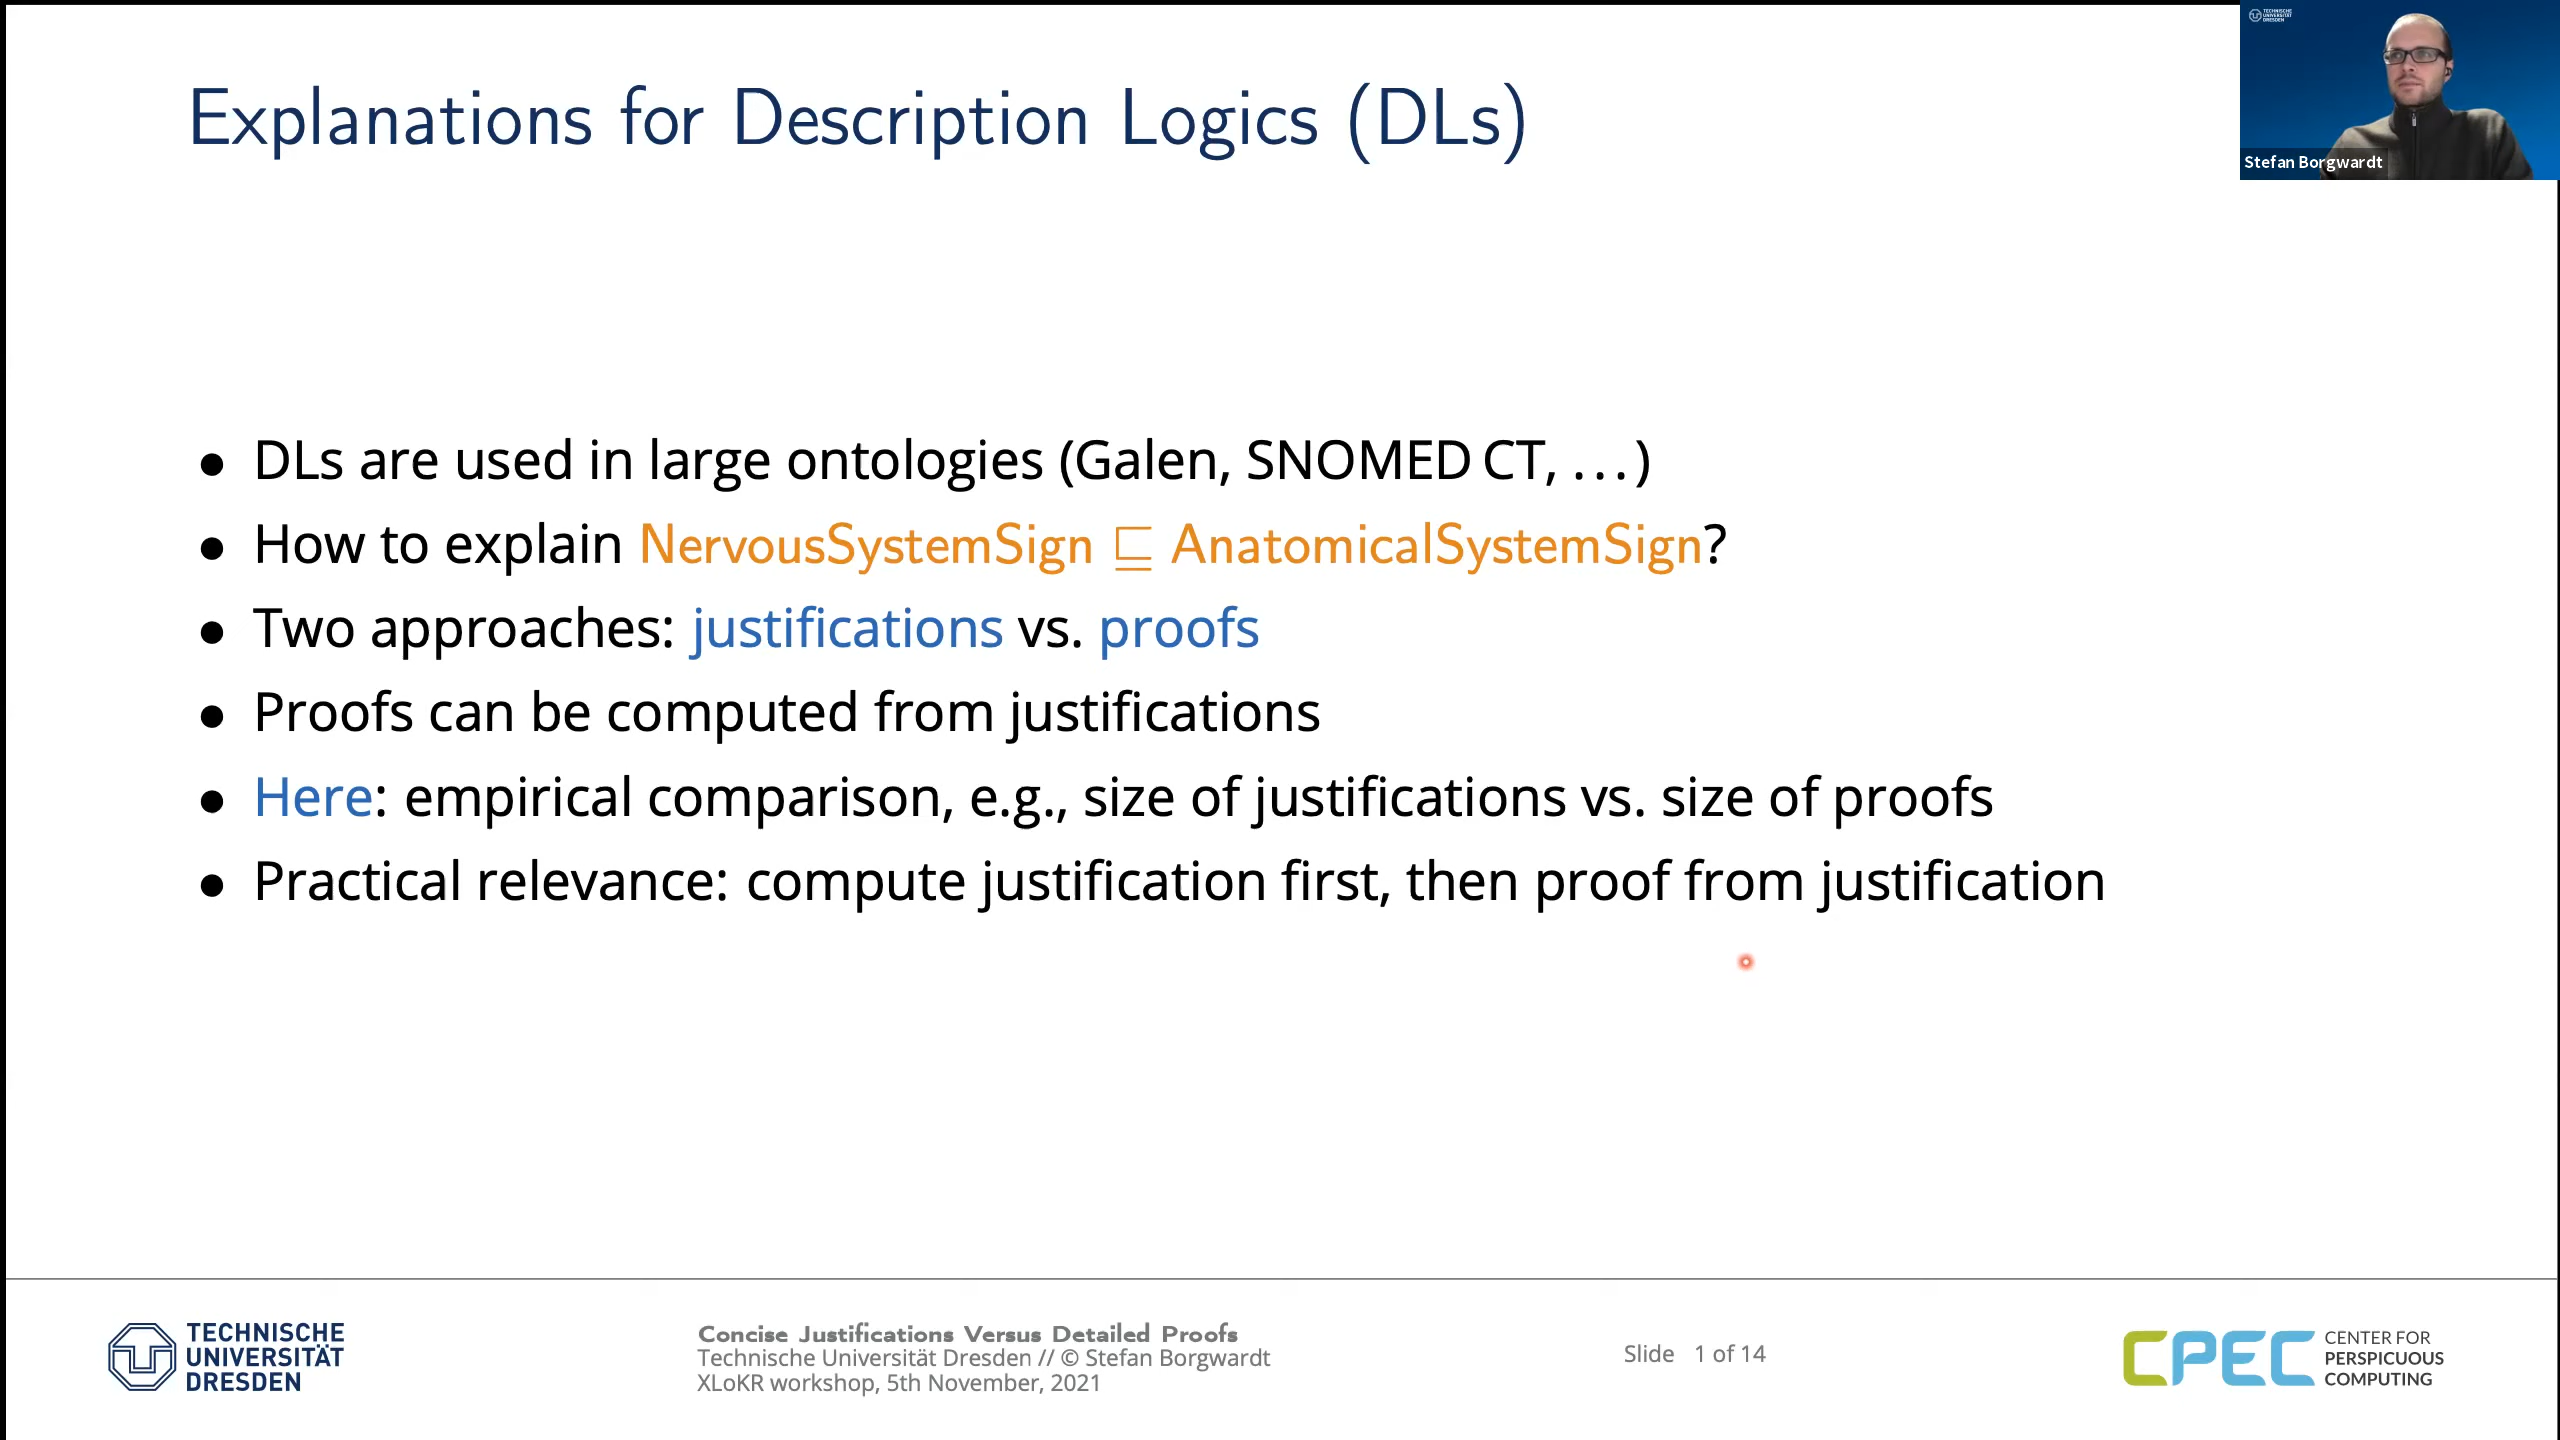 Explanations for Description Logics (DLs)
TECHNISCHE
UNIVERSITÄT
DRESDEN
Stefan Borgwardt
• DLs are used in large ontologies (Galen, SNOMED CT, . . . )
• How to explain NervousSystemSign ⊑ AnatomicalSystemSign?
• Two approaches: justifications vs. proofs
• Proofs can be computed from justifications
• Here: empirical comparison, e.g., size of justifications vs. size of proofs
• Practical relevance: compute justification first, then proof from justification
TECHNISCHE
UNIVERSITÄT
DRESDEN
Concise Justifications Versus Detailed Proofs
Technische Universität Dresden // © Stefan Borgwardt
XLoKR workshop, 5th November, 2021
Slide 1 of 14
CPEC
CENTER FOR
PERSPICUOUS
COMPUTING